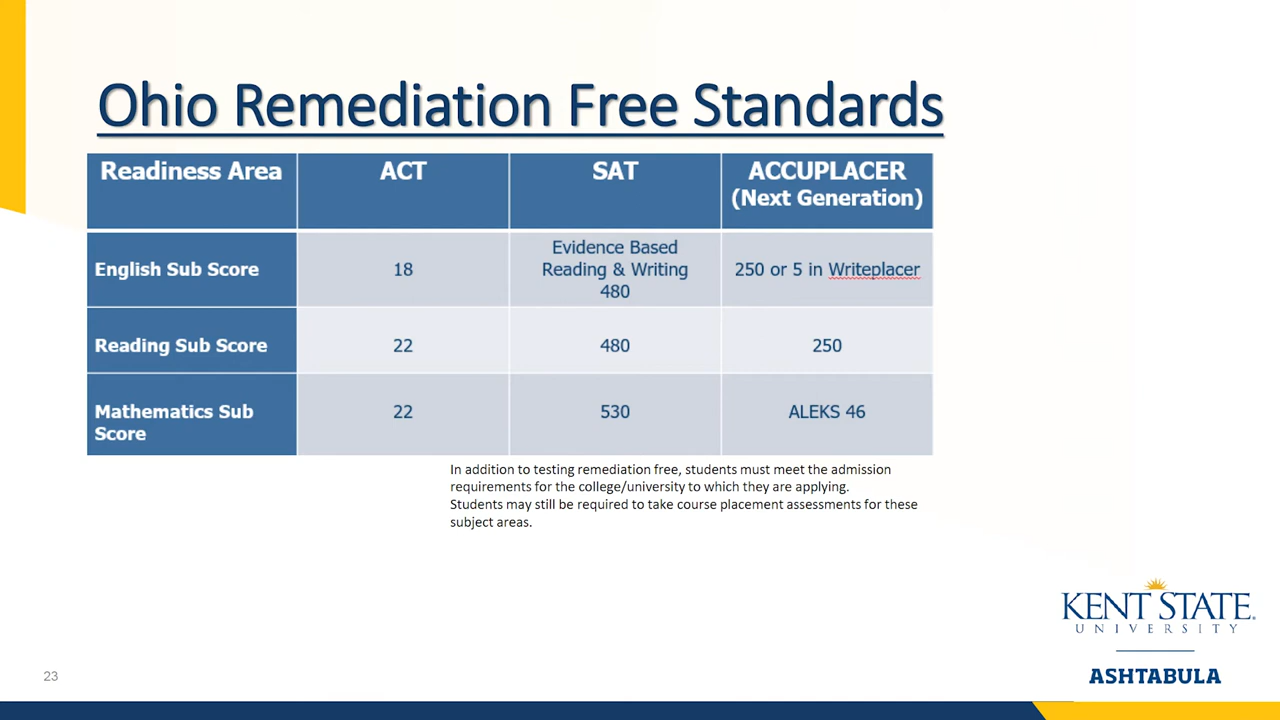 Ohio Remediation Free Standards
Readiness Area ACT SAT ACCUPLACER
(Next Generation)
English Sub Score 18 Evidence Based
Reading & Writing
480 250 or 5 in Writeplacer
Reading Sub Score 22 480 250
Mathematics Sub
Score 22 530 ALEKS 46
In addition to testing remediation free, students must meet the admission
requirements for the college/university to which they are applying.
Students may still be required to take course placement assessments for these
subject areas.
KENT STATE
UNIVERSITY
ASHTABULA
23